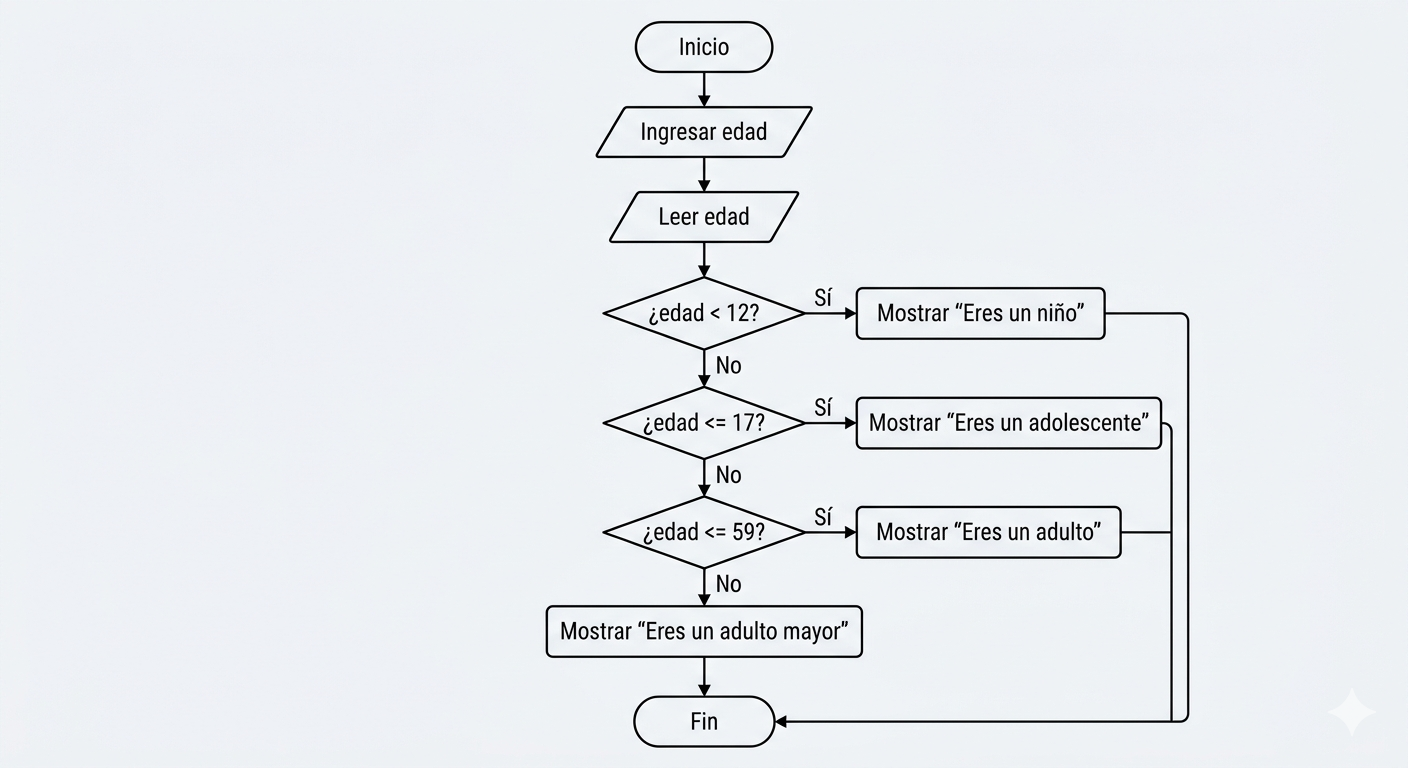 Inicio
Ingresar edad
Leer edad
¿edad < 12?
Sí
Mostrar “Eres un niño”
No
¿edad <= 17?
Sí
Mostrar “Eres un adolescente”
No
¿edad <= 59?
Sí
Mostrar “Eres un adulto”
No
Mostrar “Eres un adulto mayor”
Fin